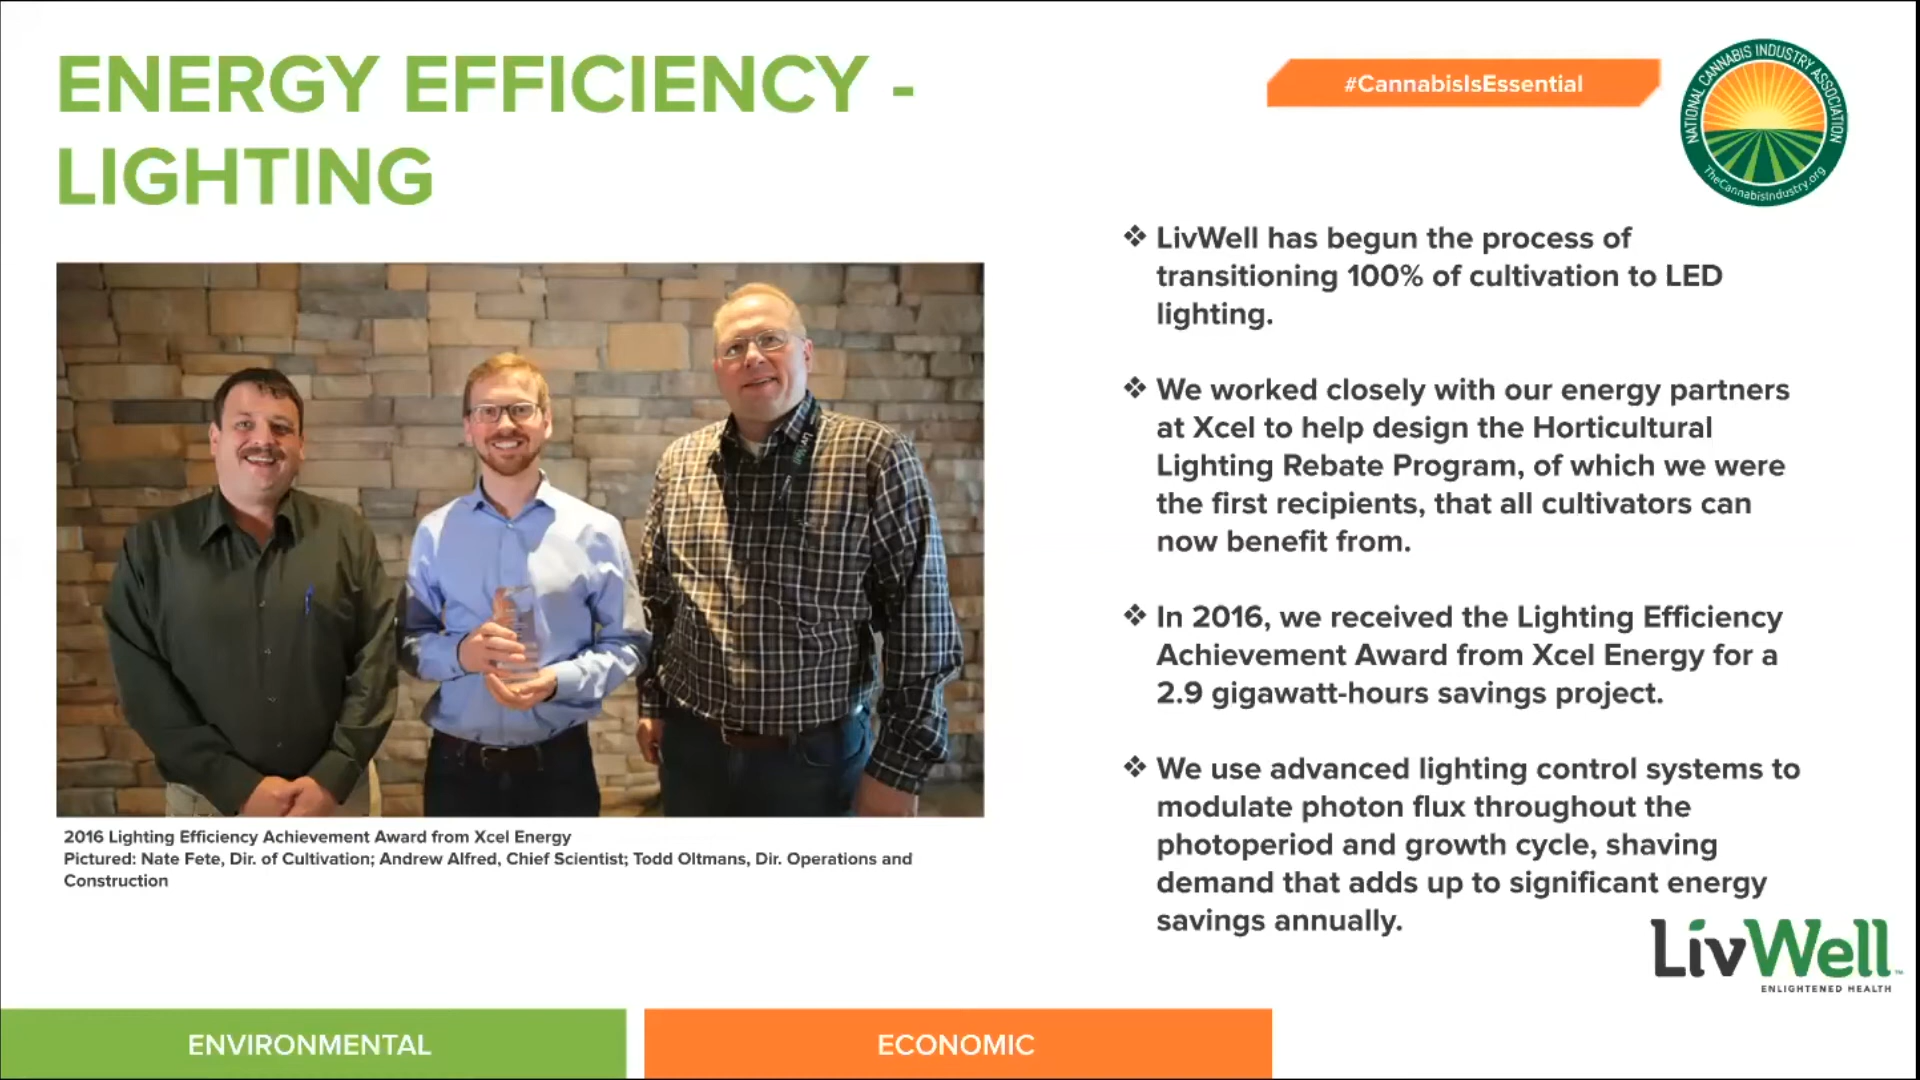 ENERGY EFFICIENCY -
LIGHTING
#CannabisIsEssential
NATIONAL CANNABIS INDUSTRY ASSOCIATION
TheCannabisIndustry.org
❖ LivWell has begun the process of
transitioning 100% of cultivation to LED
lighting.
❖ We worked closely with our energy partners
at Xcel to help design the Horticultural
Lighting Rebate Program, of which we were
the first recipients, that all cultivators can
now benefit from.
❖ In 2016, we received the Lighting Efficiency
Achievement Award from Xcel Energy for a
2.9 gigawatt-hours savings project.
❖ We use advanced lighting control systems to
modulate photon flux throughout the
photoperiod and growth cycle, shaving
demand that adds up to significant energy
savings annually.
LivWell
2016 Lighting Efficiency Achievement Award from Xcel Energy
Pictured: Nate Fete, Dir. of Cultivation; Andrew Alfred, Chief Scientist; Todd Oltmans, Dir. Operations and
Construction
LivWell™
ENLIGHTENED HEALTH
ENVIRONMENTAL
ECONOMIC